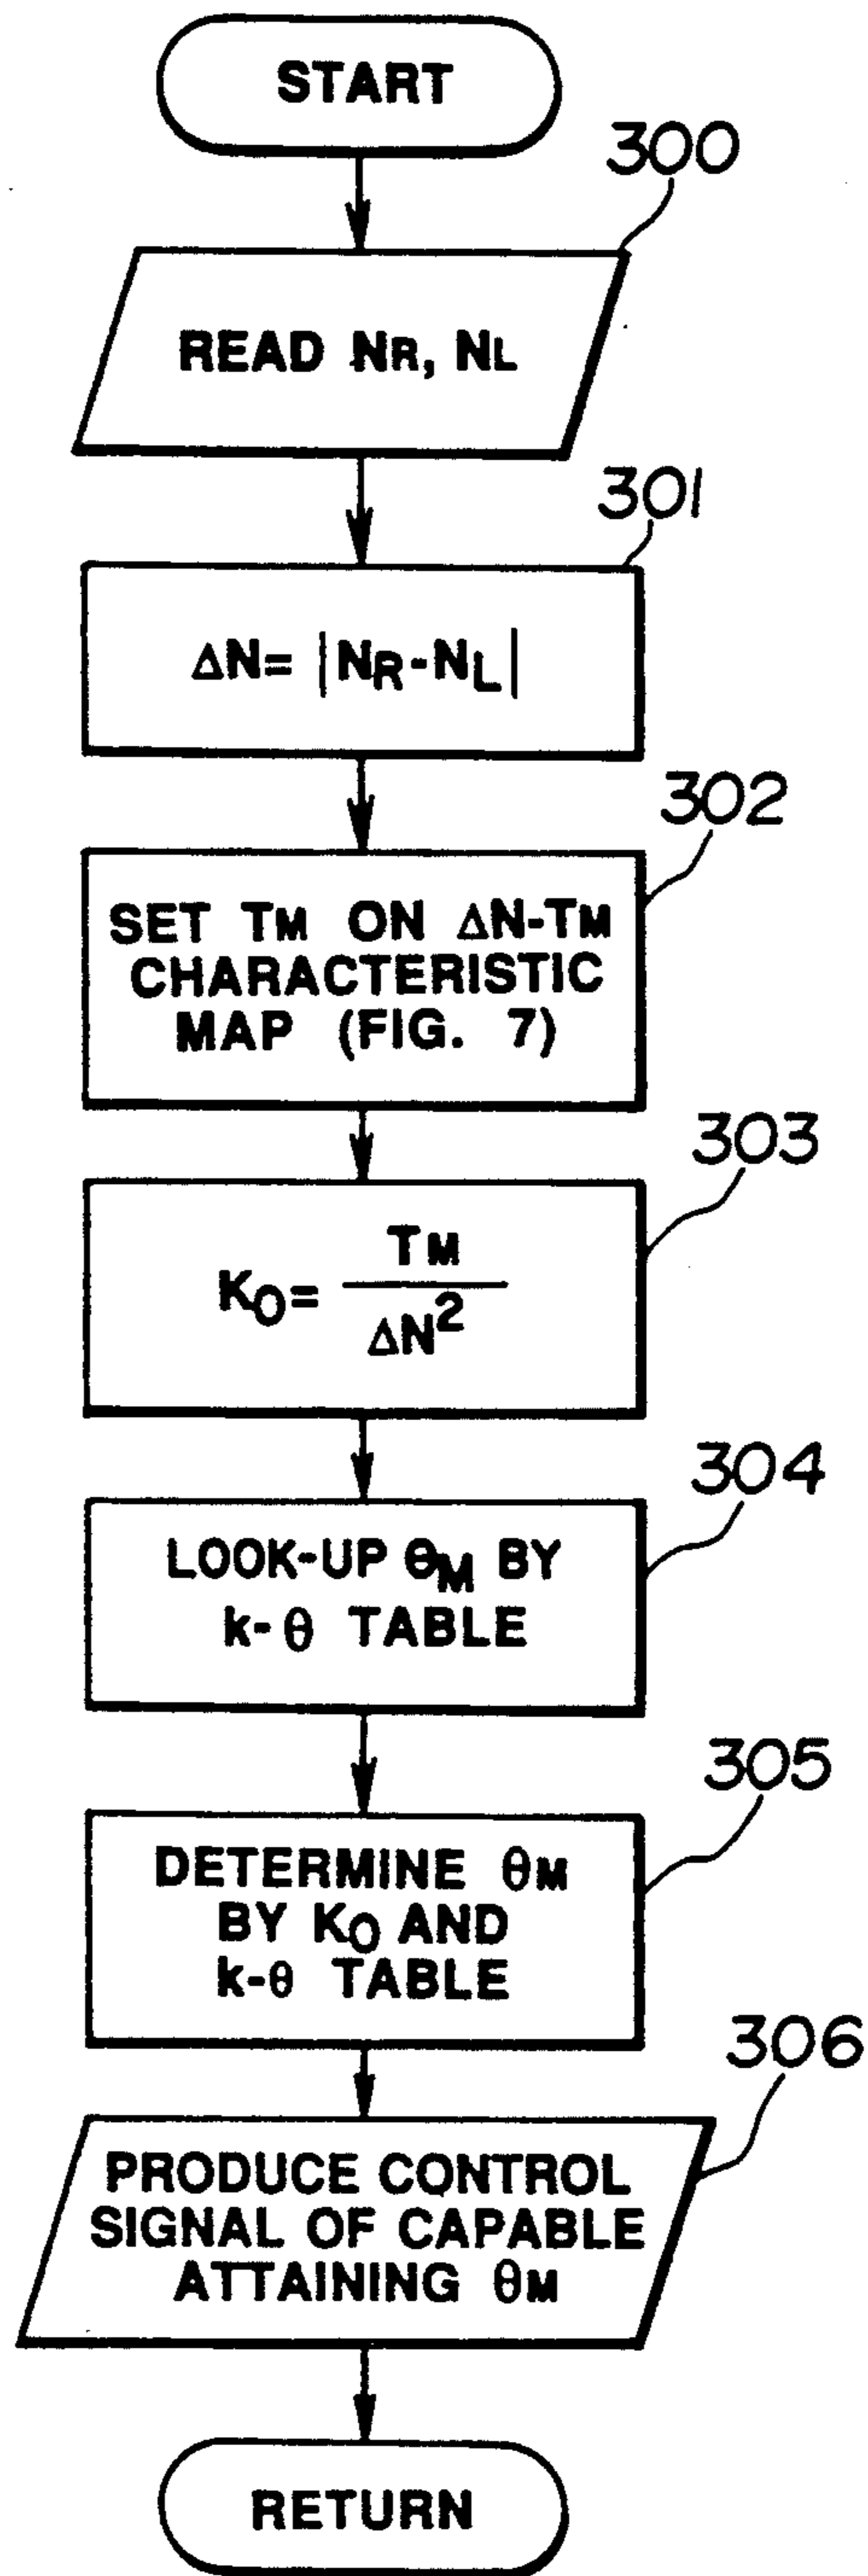 START
300
READ NR, NL
301
ΔN= |NR-NL|
302
SET TM ON ΔN-TM
CHARACTERISTIC
MAP (FIG. 7)
303
KO= TM
ΔN²
304
LOOK-UP θM BY
k-θ TABLE
305
DETERMINE θM
BY KO AND
k-θ TABLE
306
PRODUCE CONTROL
SIGNAL OF CAPABLE
ATTAINING θM
RETURN